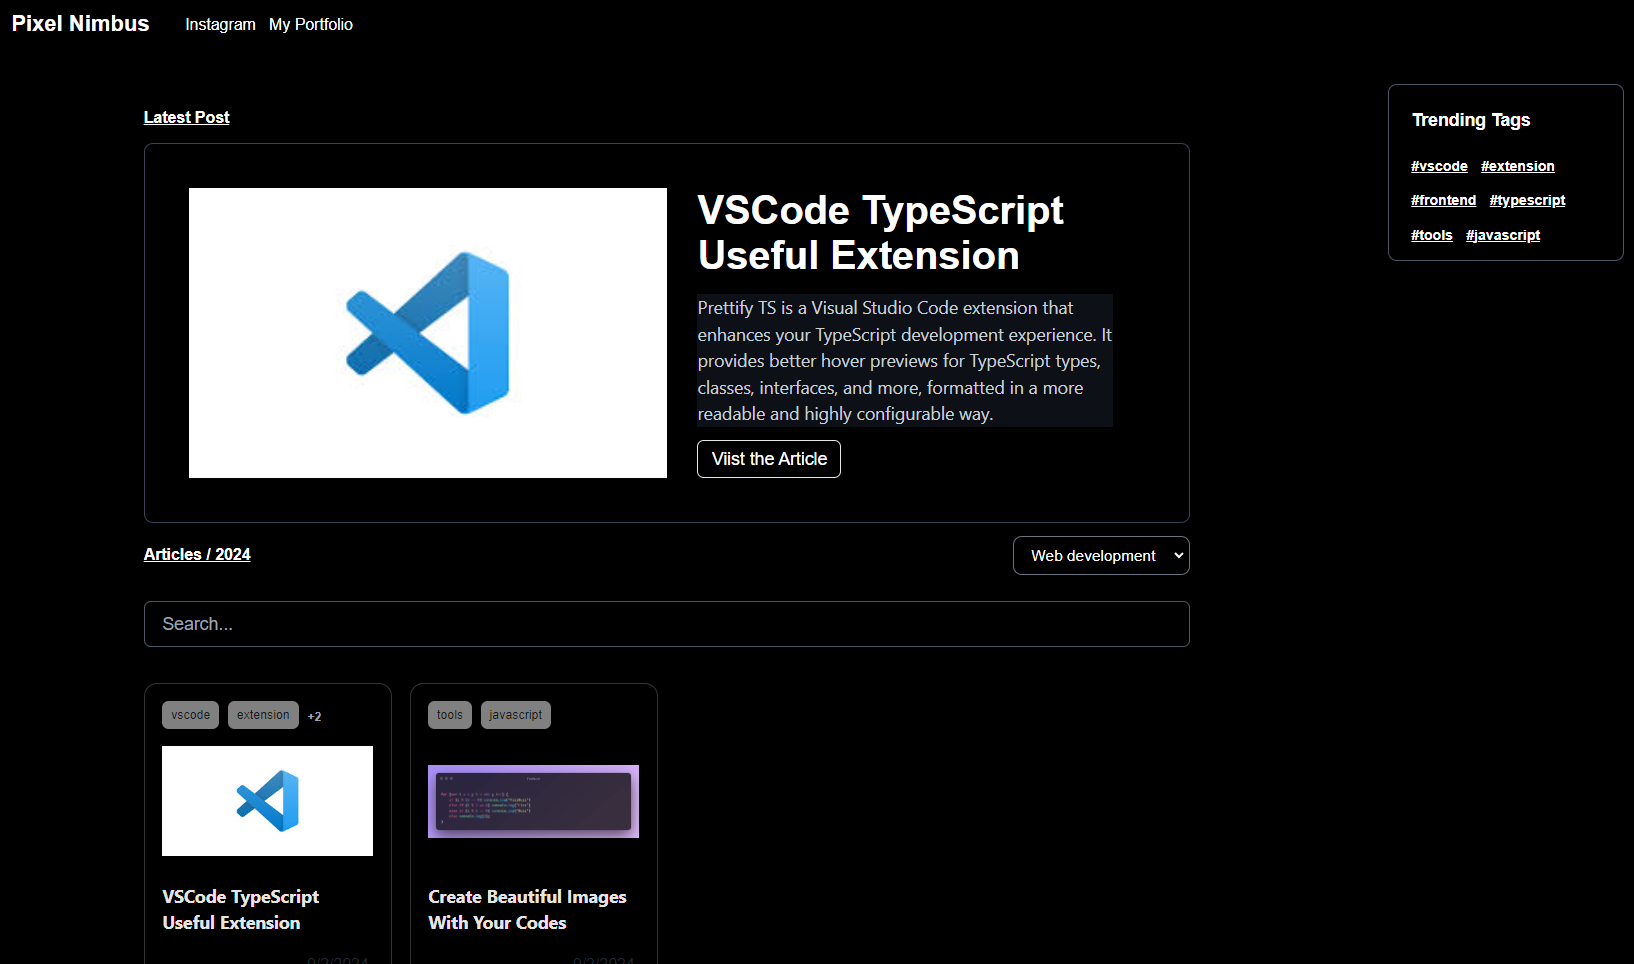 Pixel Nimbus
Instagram My Portfolio
Latest Post
VSCode TypeScript
Useful Extension
Prettify TS is a Visual Studio Code extension that
enhances your TypeScript development experience. It
provides better hover previews for TypeScript types,
classes, interfaces, and more, formatted in a more
readable and highly configurable way.
Viist the Article
Trending Tags
#vscode #extension
#frontend #typescript
#tools #javascript
Articles / 2024
Web development
Search...
vscode extension +2
VSCode TypeScript
Useful Extension
tools javascript
Create Beautiful Images
With Your Codes